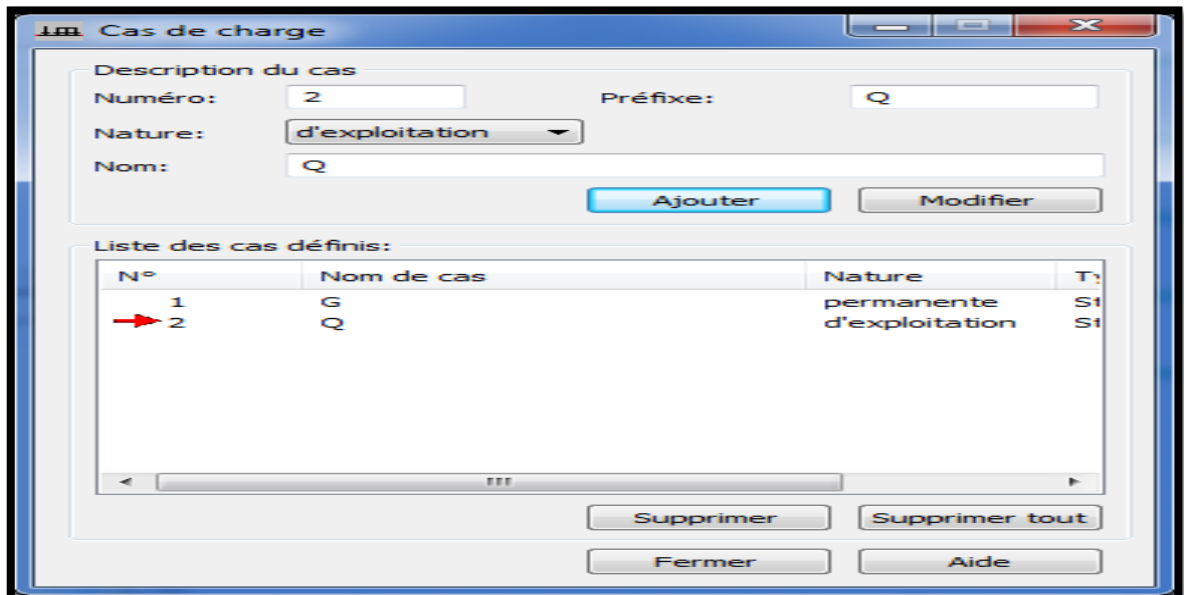 Cas de charge
Description du cas
Numéro: 2 Préfixe: Q
Nature: d'exploitation
Nom: Q
Ajouter Modifier
Liste des cas définis:
N° Nom de cas Nature
1 G permanente
2 Q d'exploitation
Supprimer Supprimer tout
Fermer Aide